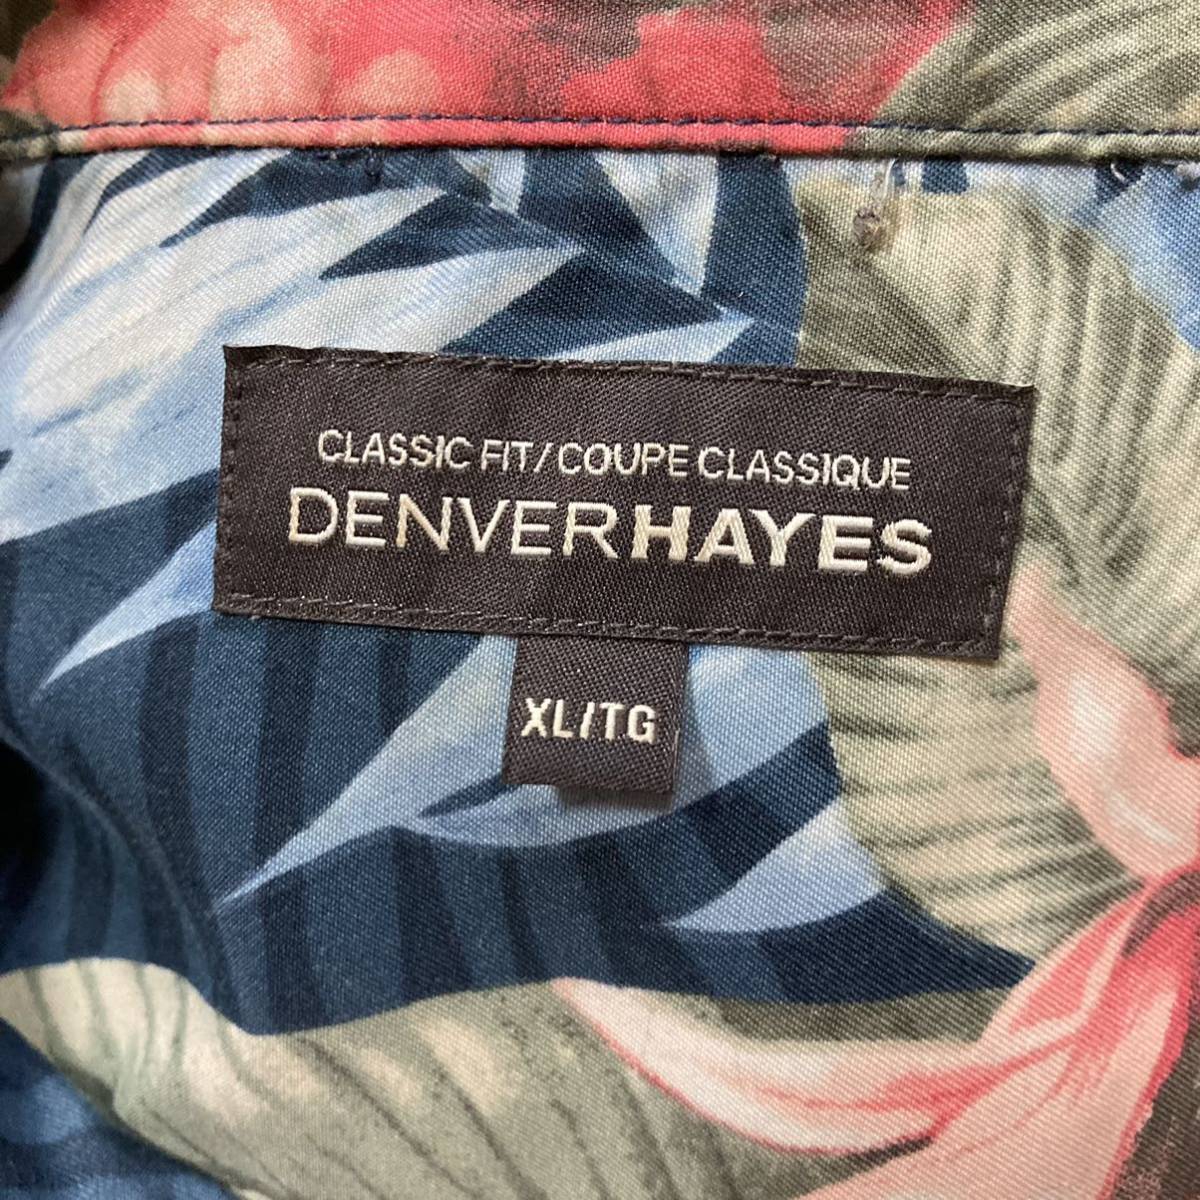 CLASSIC FIT/COUPE CLASSIQUE
DENVERHAYES
XL/TG